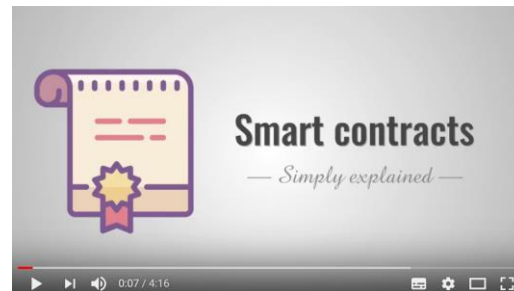 Smart contracts
— Simply explained —
0:07 / 4:16